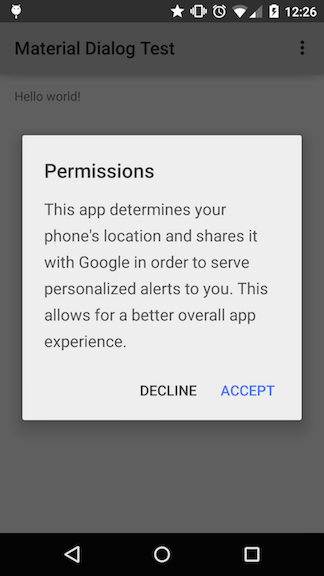 12:26
Material Dialog Test
Hello world!
Permissions
This app determines your
phone's location and shares it
with Google in order to serve
personalized alerts to you. This
allows for a better overall app
experience.
DECLINE ACCEPT